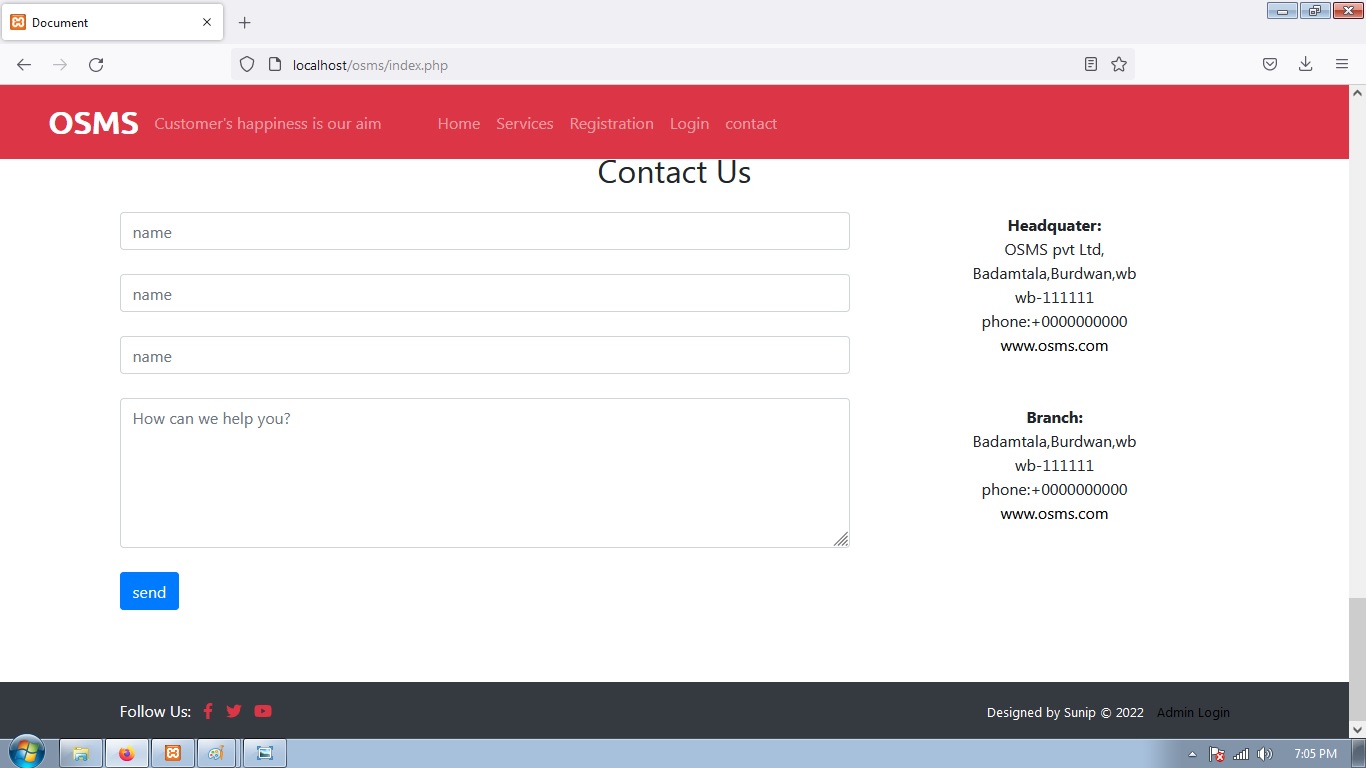 Document
localhost/osms/index.php
OSMS Customer's happiness is our aim Home Services Registration Login contact
Contact Us
name
name
name
How can we help you?
send
Headquater:
OSMS pvt Ltd,
Badamtala,Burdwan,wb
wb-111111
phone:+0000000000
www.osms.com
Branch:
Badamtala,Burdwan,wb
wb-111111
phone:+0000000000
www.osms.com
Follow Us:
Designed by Sunip © 2022 Admin Login
7:05 PM